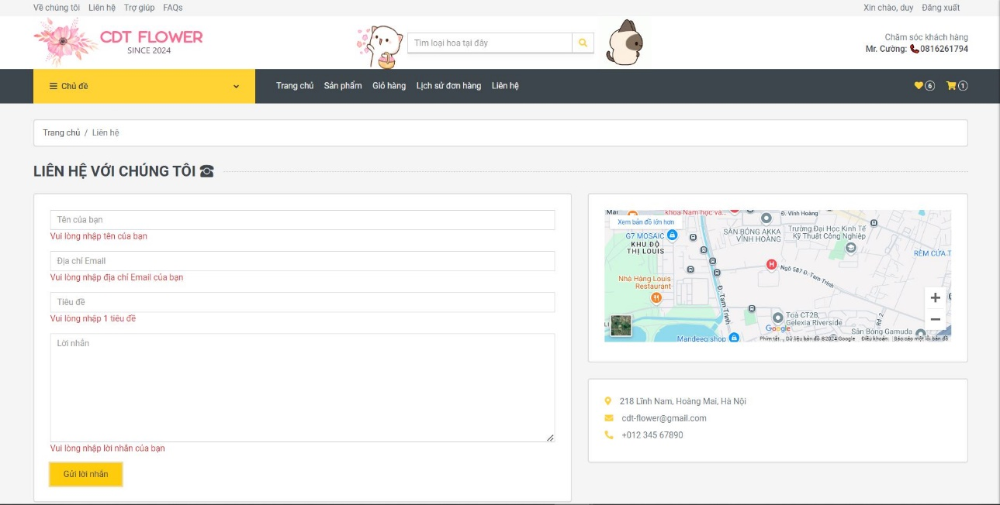 Về chúng tôi Liên hệ Trợ giúp FAQs
Xin chào, duy Đăng xuất
CDT FLOWER
SINCE 2024
Tìm loại hoa tại đây
Chăm sóc khách hàng
Mr. Cường: 0816261794
Chủ đề
Trang chủ Sản phẩm Giỏ hàng Lịch sử đơn hàng Liên hệ
6 1
Trang chủ / Liên hệ
LIÊN HỆ VỚI CHÚNG TÔI
Tên của bạn
Vui lòng nhập tên của bạn
Địa chỉ Email
Vui lòng nhập địa chỉ Email của bạn
Tiêu đề
Vui lòng nhập 1 tiêu đề
Lời nhắn
Vui lòng nhập lời nhắn của bạn
Gửi lời nhắn
Mai
khoa Nam học và...
Đ. Vĩnh Hoàng
Xem bản đồ lớn hơn
G7 MOSAIC
SÂN BÓNG AKKA
VĨNH HOÀNG
Trường Đại Học Kinh Tế
Kỹ Thuật Công Nghiệp
KHU ĐÔ
THỊ LOUIS
RÈM CỬA T
H
Ngõ 587 Đ. Tam Trinh
Nhà Hàng Louis
Restaurant
Đ. Tam Trinh
Toà CT2B,
Gelexia Riverside
Rd. 2
Google
Sân Bóng Gamuda
Mandeeq shop
Phím tắt Dữ liệu bản đồ ©2024 Google Điều khoản Báo cáo một lỗi bản đồ
218 Lĩnh Nam, Hoàng Mai, Hà Nội
cdt-flower@gmail.com
+012 345 67890